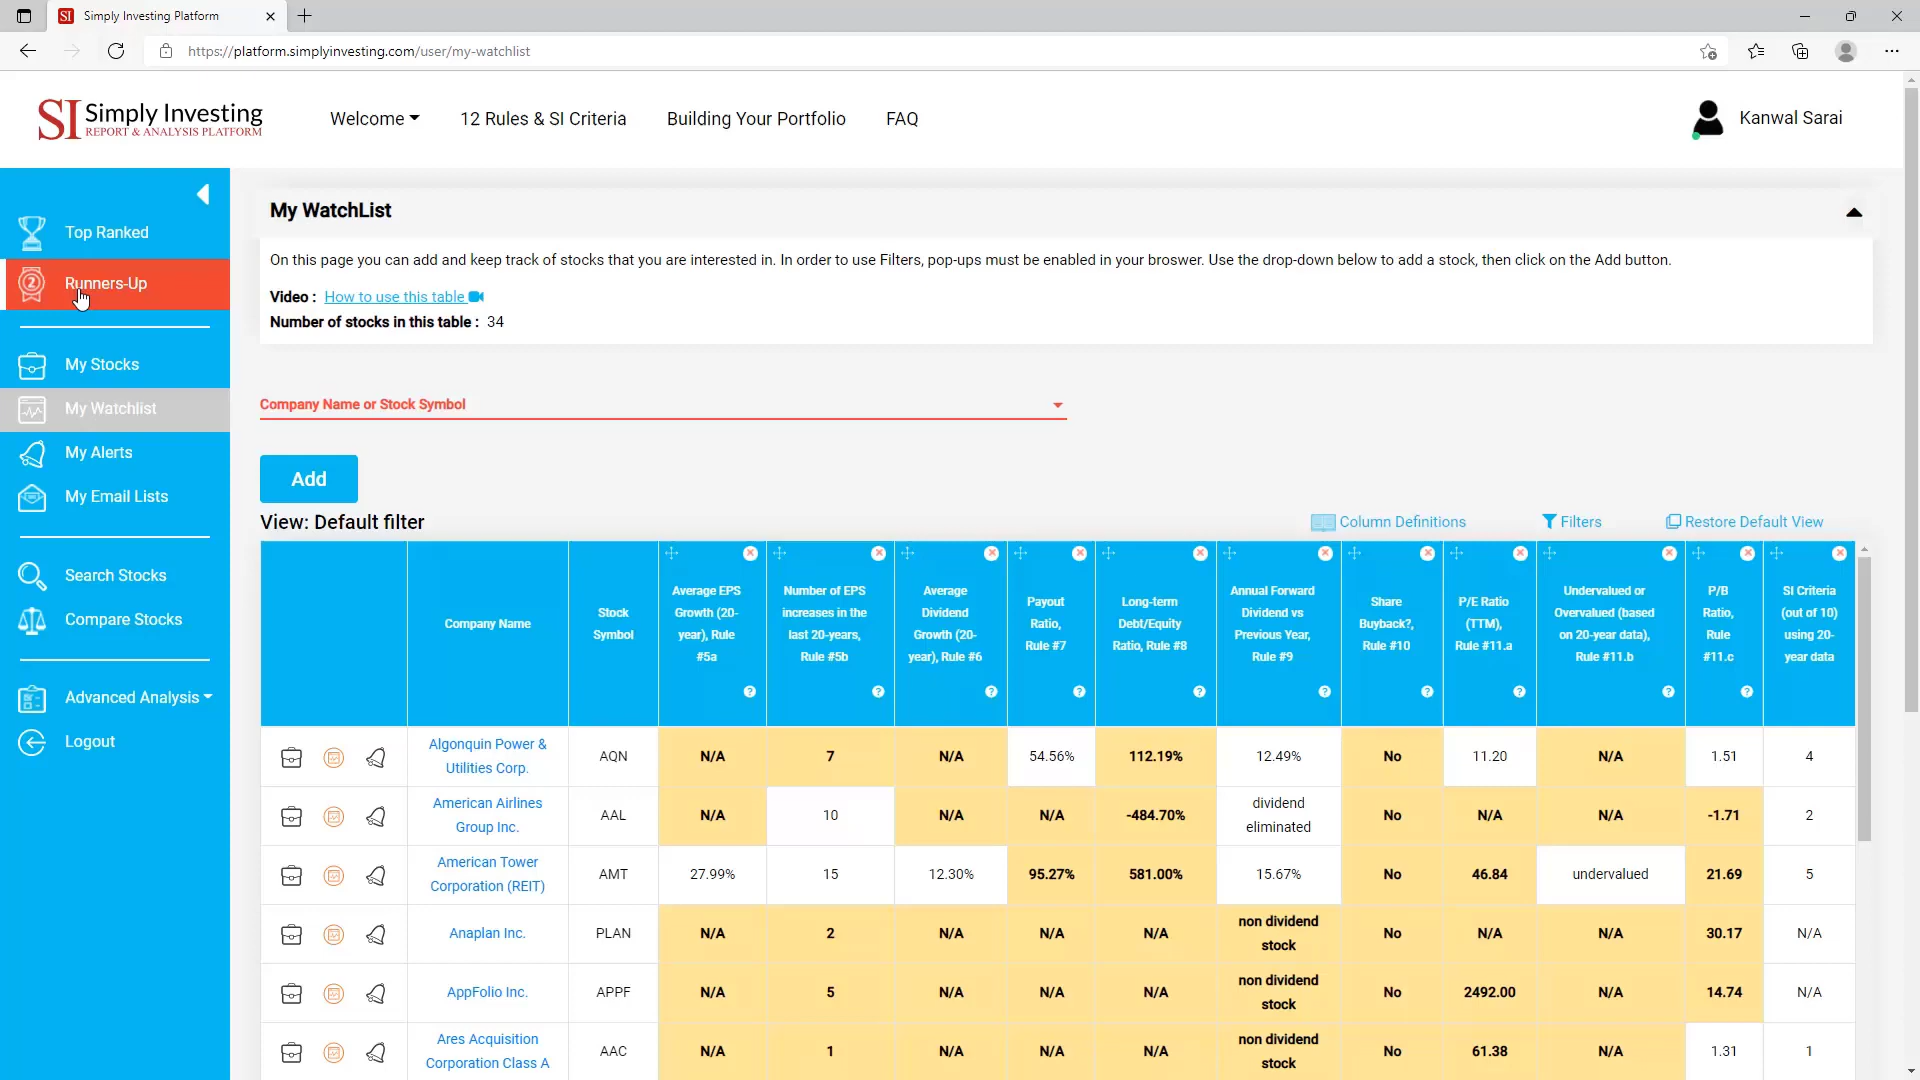 Simply Investing Platform
https://platform.simplyinvesting.com/user/my-watchlist
SI Simply Investing
REPORT & ANALYSIS PLATFORM
Welcome
12 Rules & SI Criteria
Building Your Portfolio
FAQ
Kanwal Sarai
Top Ranked
2 Runners-Up
My Stocks
My Watchlist
My Alerts
My Email Lists
Search Stocks
Compare Stocks
Advanced Analysis
Logout
My WatchList
On this page you can add and keep track of stocks that you are interested in. In order to use Filters, pop-ups must be enabled in your broswer. Use the drop-down below to add a stock, then click on the Add button.
Video : How to use this table
Number of stocks in this table : 34
Company Name or Stock Symbol
Add
View: Default filter
Column Definitions
Filters
Restore Default View
Company Name
Stock
Symbol
Average EPS
Growth (20-
year), Rule
#5a
Number of EPS
increases in the
last 20-years,
Rule #5b
Average
Dividend
Growth (20-
year), Rule #6
Payout
Ratio,
Rule #7
Long-term
Debt/Equity
Ratio, Rule #8
Annual Forward
Dividend vs
Previous Year,
Rule #9
Share
Buyback?,
Rule #10
P/E Ratio
(TTM),
Rule #11.a
Undervalued or
Overvalued (based
on 20-year data),
Rule #11.b
P/B
Ratio,
Rule
#11.c
SI Criteria
(out of 10)
using 20-
year data
Algonquin Power &
Utilities Corp.
AQN N/A 7 N/A 54.56% 112.19% 12.49% No 11.20 N/A 1.51 4
American Airlines
Group Inc.
AAL N/A 10 N/A N/A -484.70% dividend
eliminated
No N/A N/A -1.71 2
American Tower
Corporation (REIT)
AMT 27.99% 15 12.30% 95.27% 581.00% 15.67% No 46.84 undervalued 21.69 5
Anaplan Inc. PLAN N/A 2 N/A N/A N/A non dividend
stock
No N/A N/A 30.17 N/A
AppFolio Inc. APPF N/A 5 N/A N/A N/A non dividend
stock
No 2492.00 N/A 14.74 N/A
Ares Acquisition
Corporation Class A
AAC N/A 1 N/A N/A N/A non dividend
stock
No 61.38 N/A 1.31 1